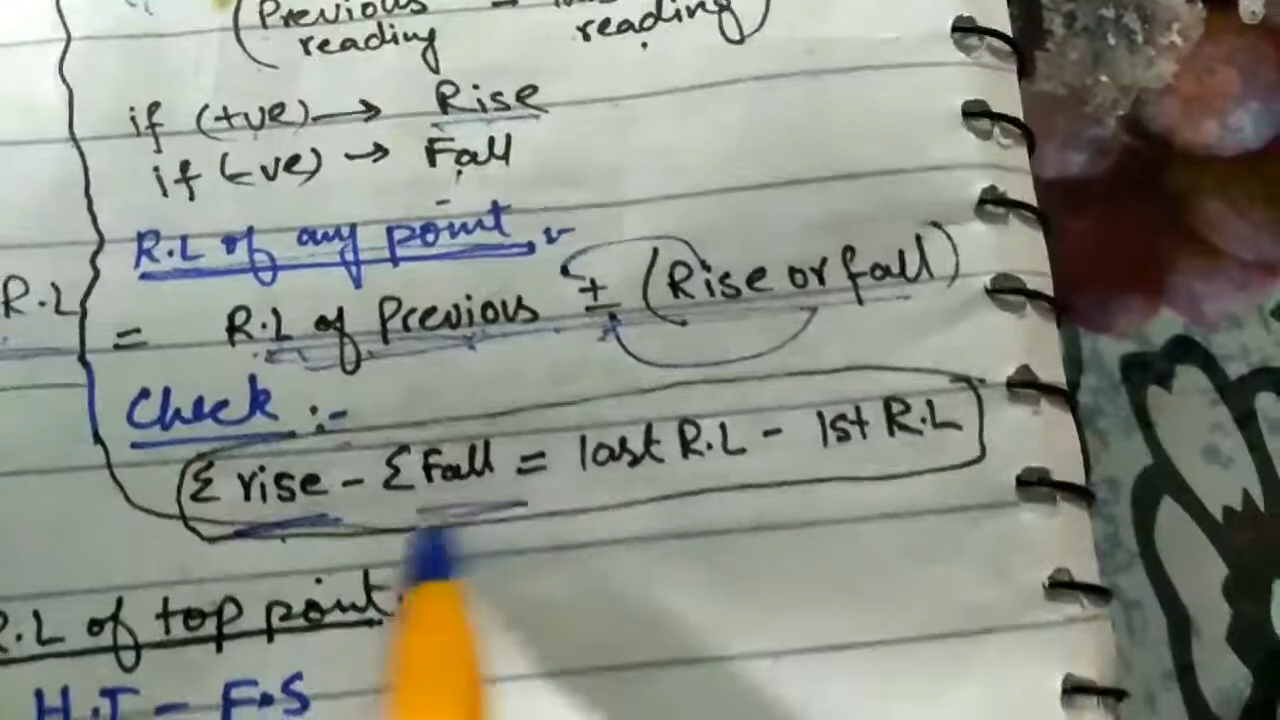 (Previous -
reading reading)
if (+ve) → Rise
if (-ve) → Fall
R.L of any point
R.L
= R.L of Previous ± (Rise or fall)
Check :-
Σ rise - Σ Fall = last R.L - 1st R.L
R.L of top point
H.I - F.S